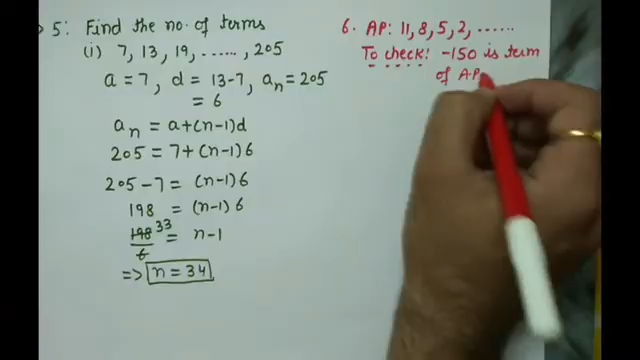 5: Find the no. of terms
(i) 7, 13, 19, ......, 205
a = 7, d = 13-7, an = 205
= 6
an = a+(n-1)d
205 = 7+(n-1)6
205-7 = (n-1)6
198 = (n-1)6
198/6 33 = n-1
=> n = 34
6. AP: 11, 8, 5, 2, ......
To check: -150 is term
of AP